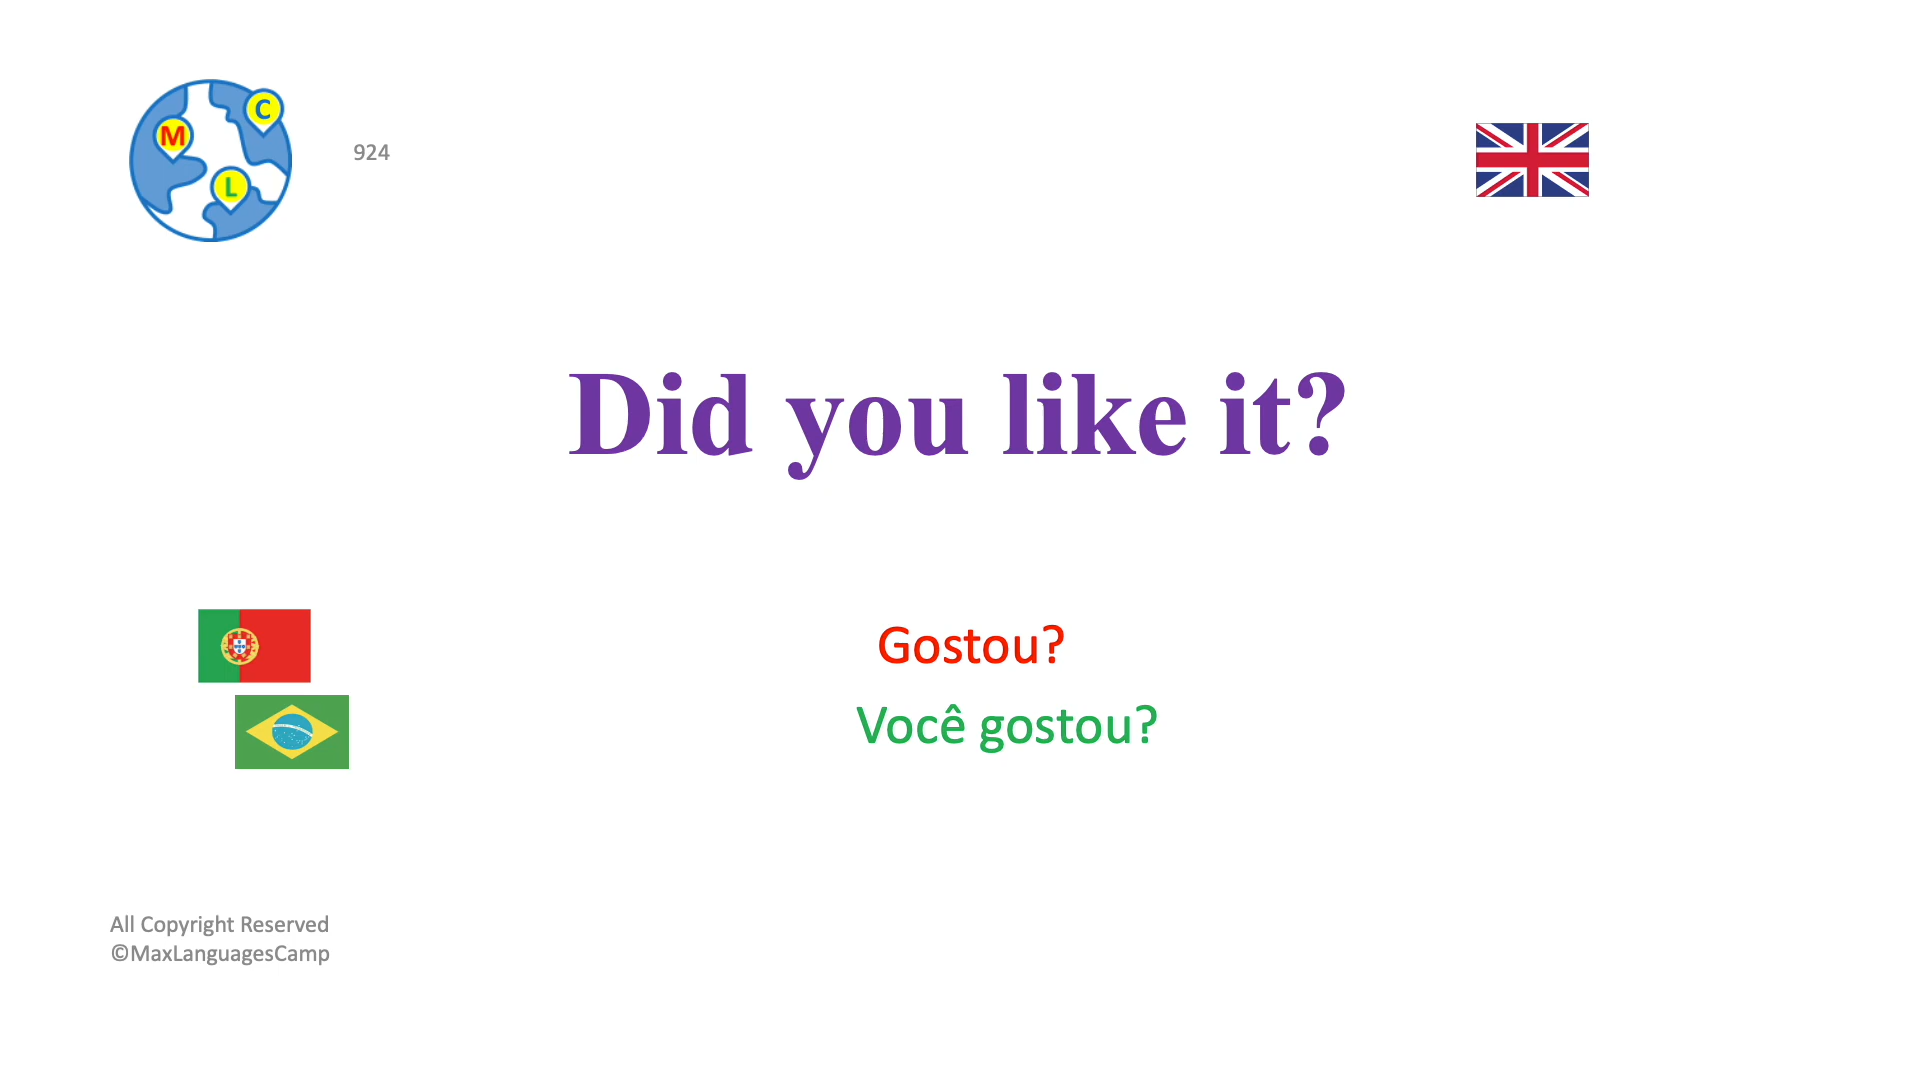 M
C
L
924
Did you like it?
Gostou?
Você gostou?
All Copyright Reserved
©MaxLanguagesCamp